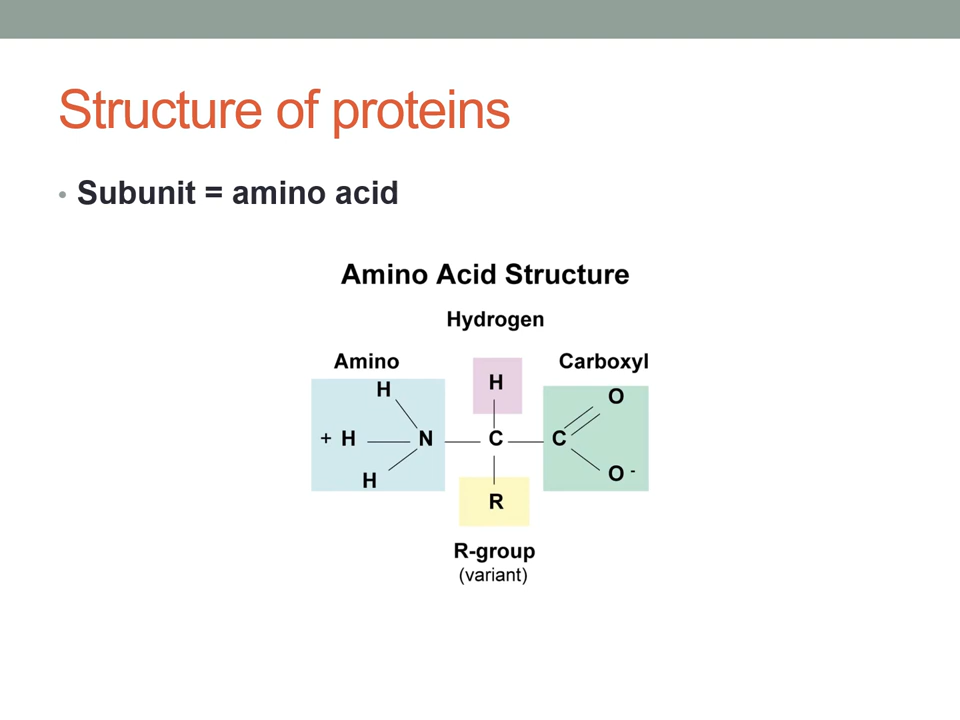 Structure of proteins
• Subunit = amino acid
Amino Acid Structure
Hydrogen
Amino
Carboxyl
H
H
O
+ H
N
C
C
H
O -
R
R-group
(variant)